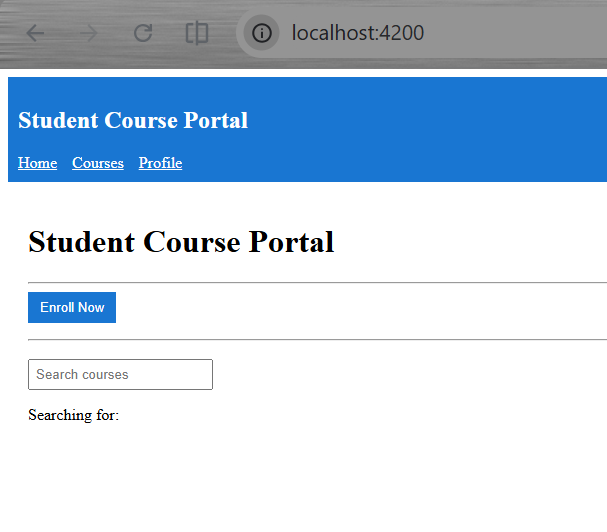 localhost:4200
Student Course Portal
Home Courses Profile
Student Course Portal
Enroll Now
Search courses
Searching for: